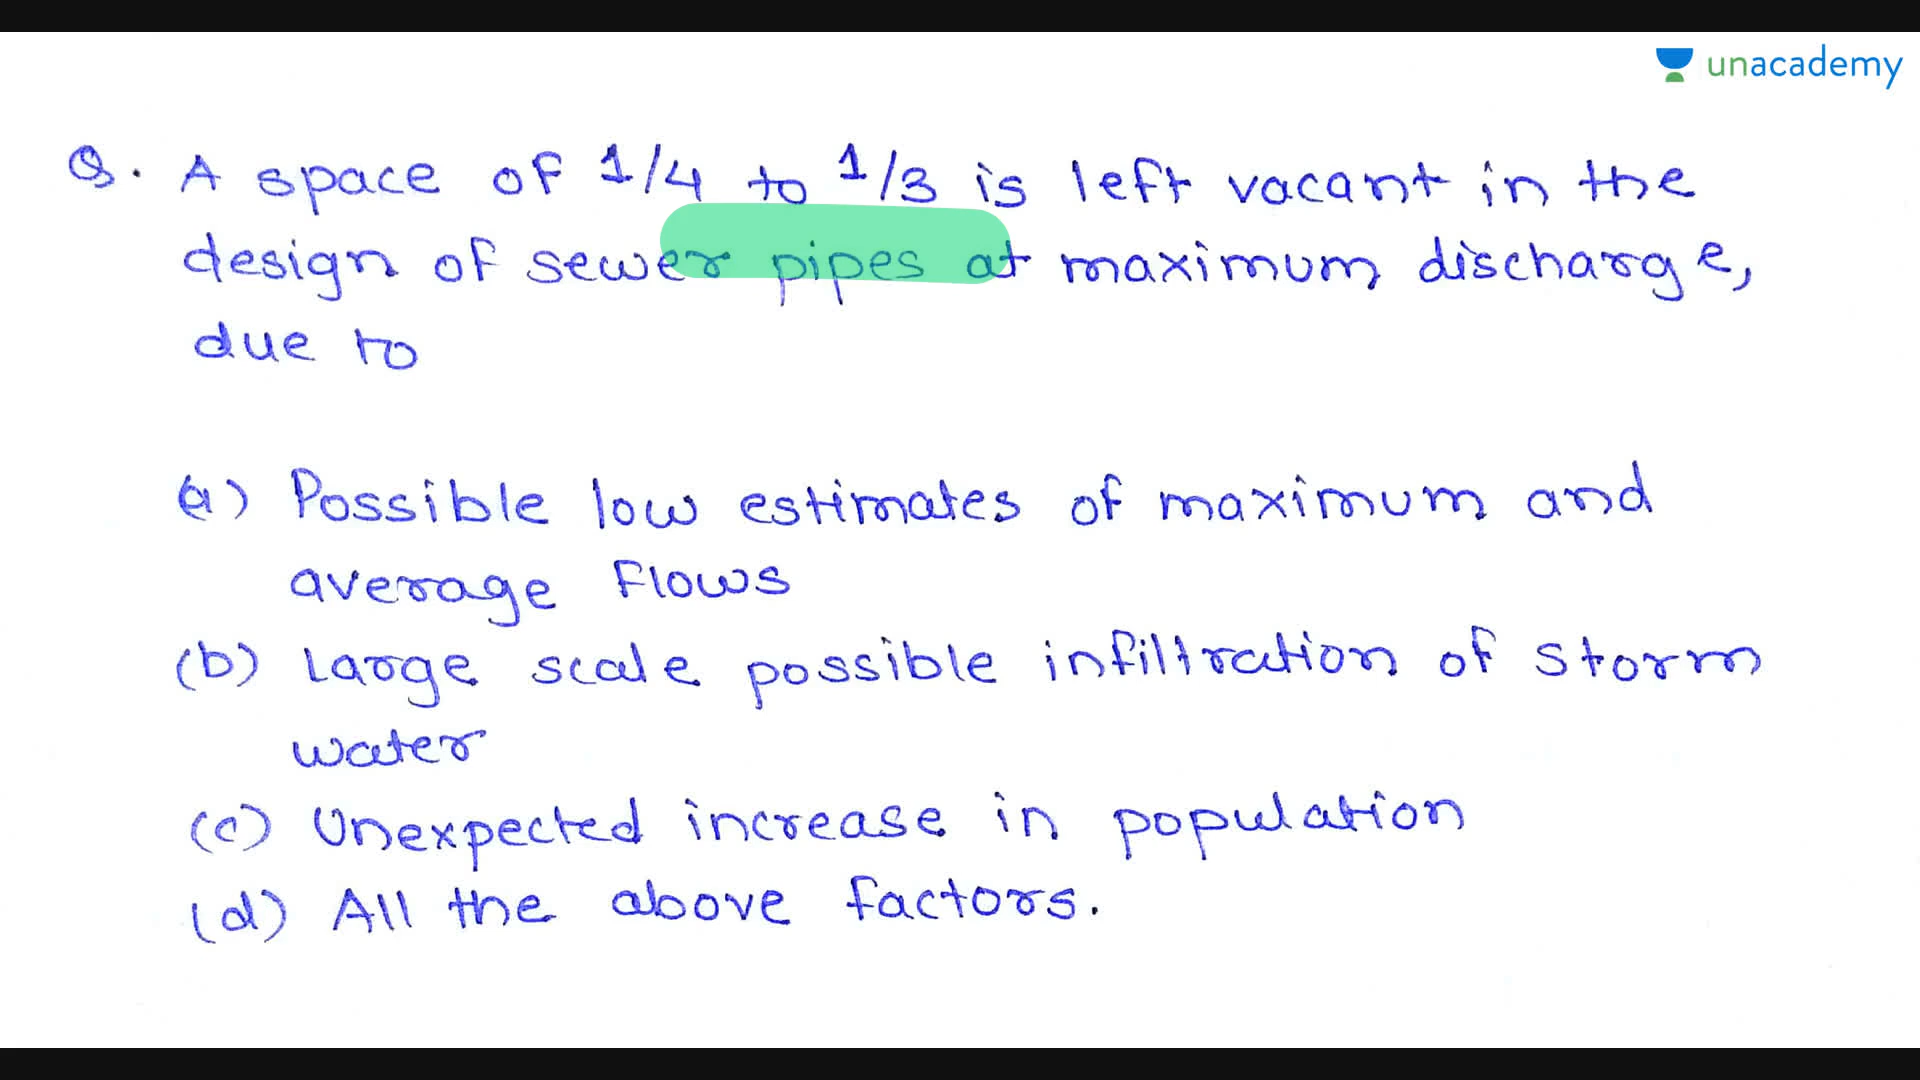 unacademy
Q. A space of 1/4 to 1/3 is left vacant in the
design of sewer pipes at maximum discharge,
due to
(a) Possible low estimates of maximum and
average flows
(b) Large scale possible infiltration of storm
water
(c) Unexpected increase in population
(d) All the above factors.